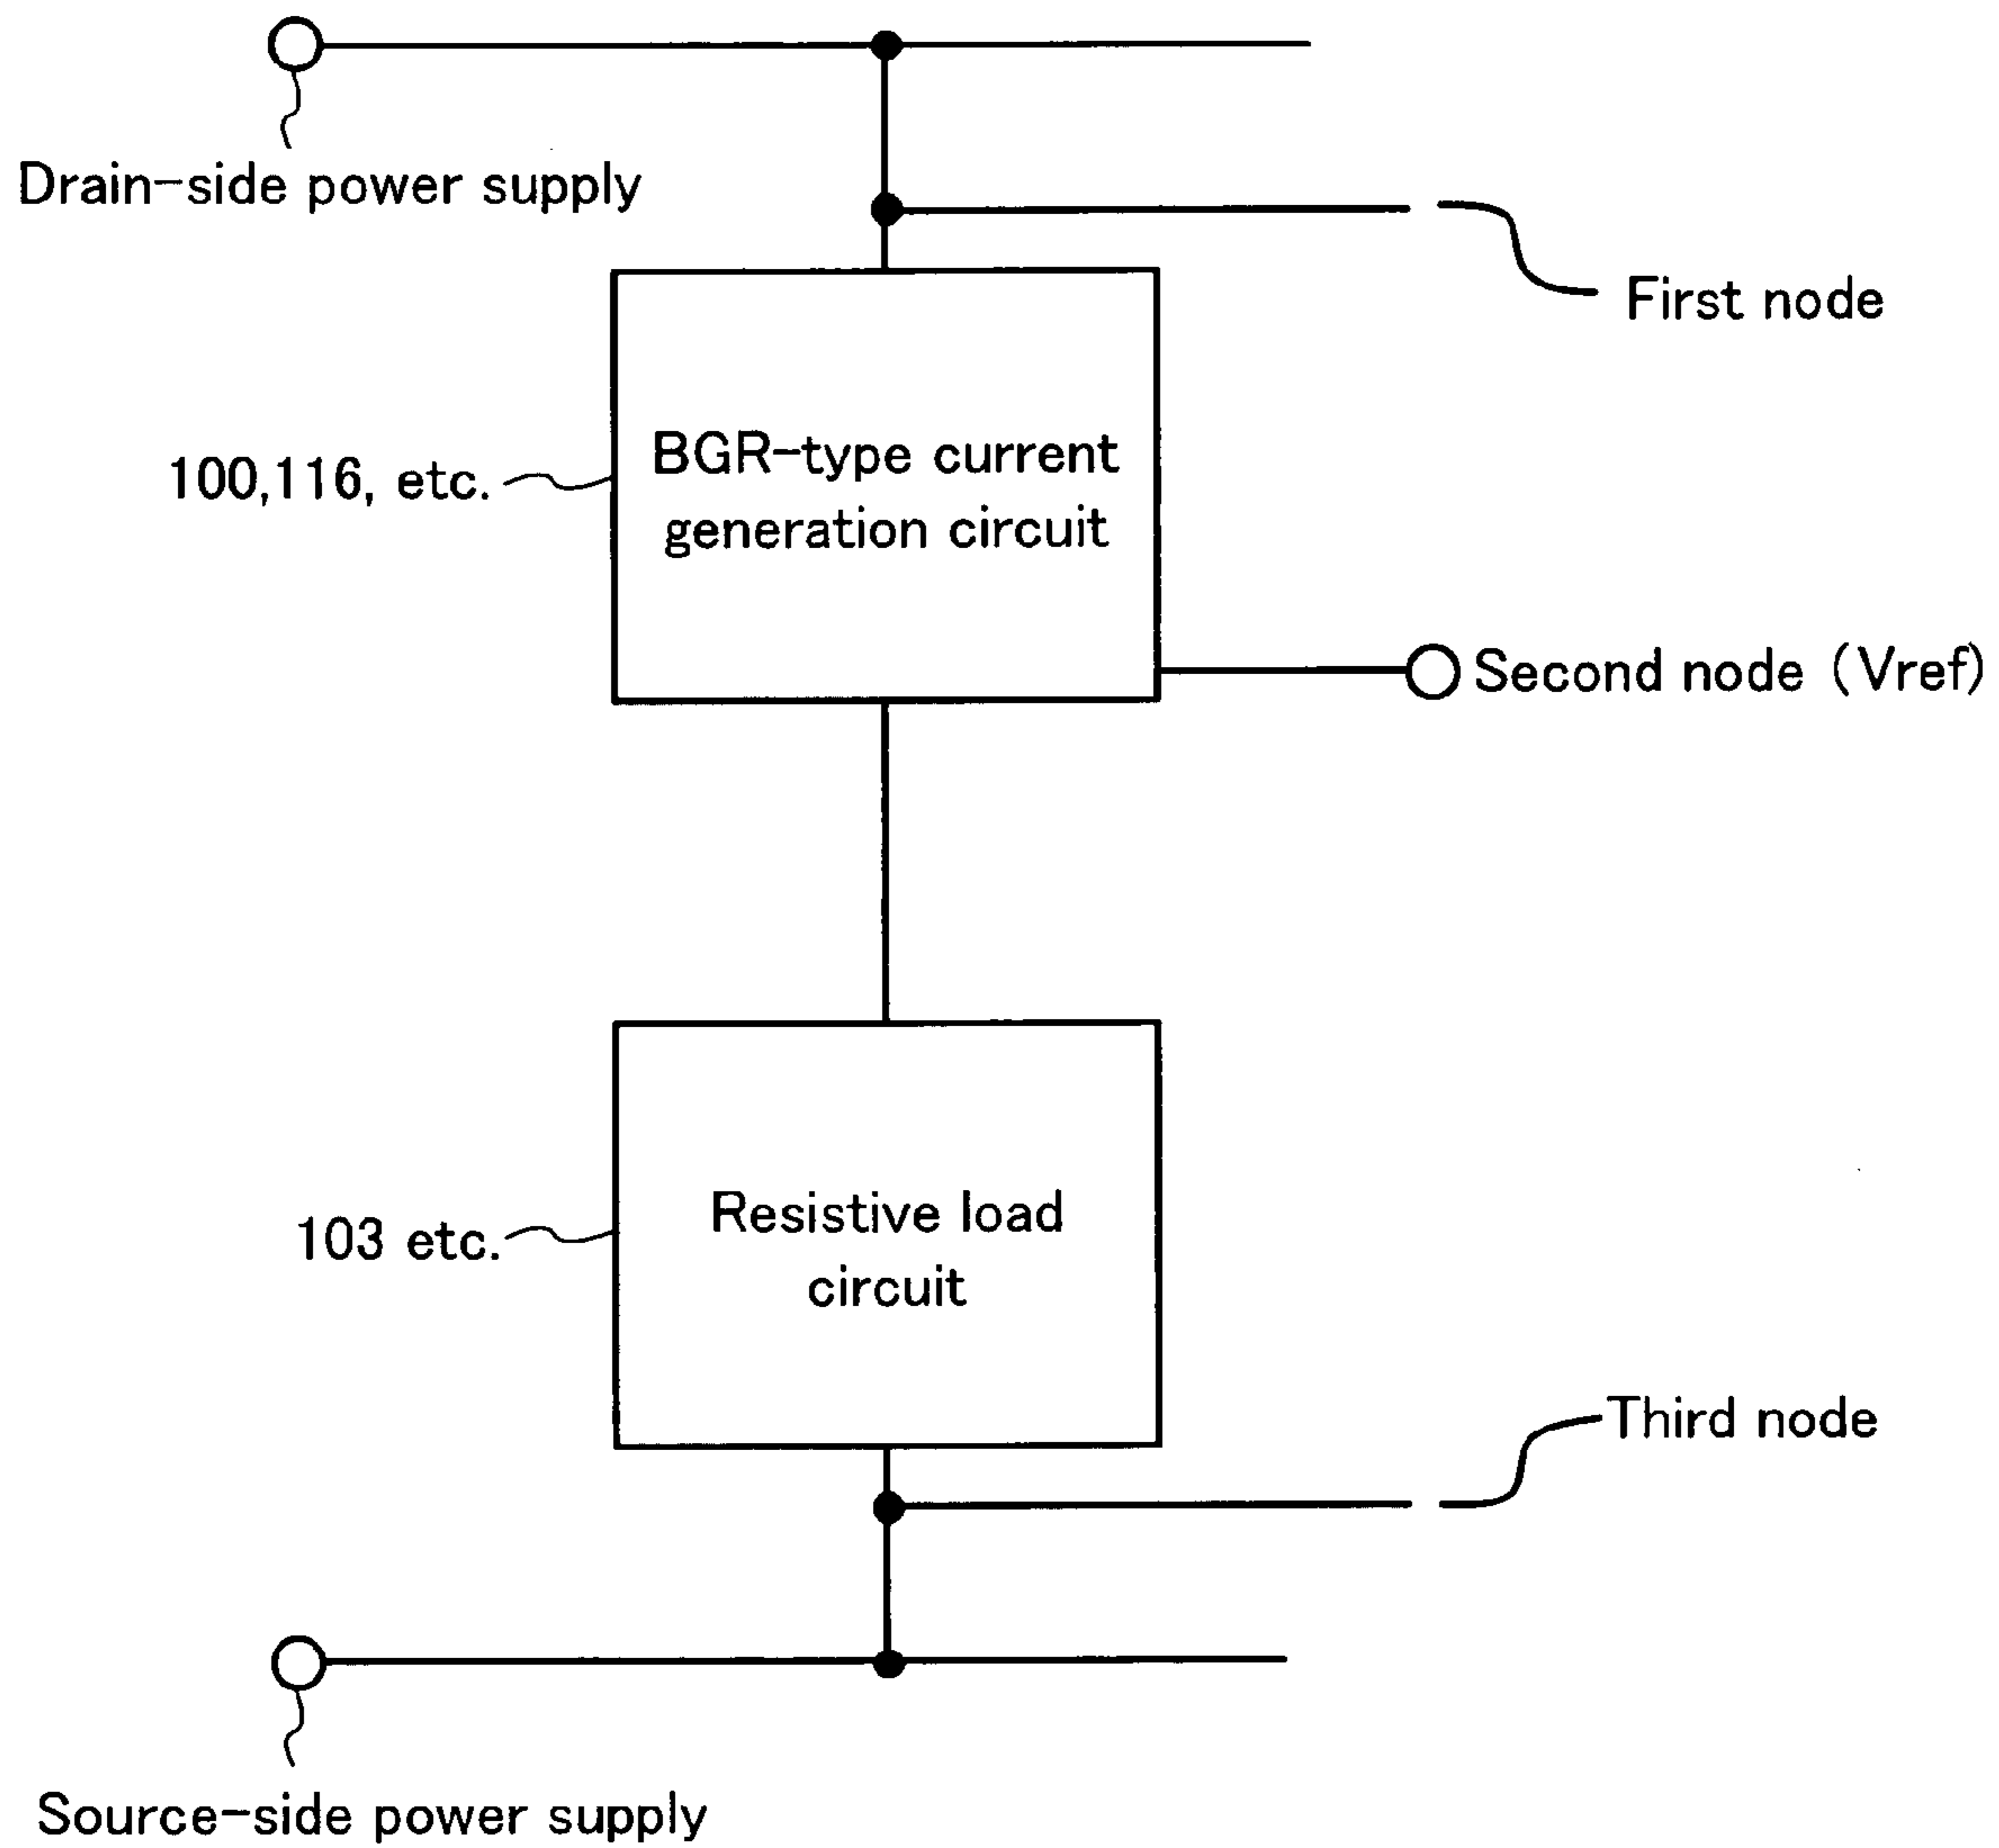 Drain-side power supply
First node
100,116, etc.
BGR-type current
generation circuit
Second node (Vref)
103 etc.
Resistive load
circuit
Third node
Source-side power supply